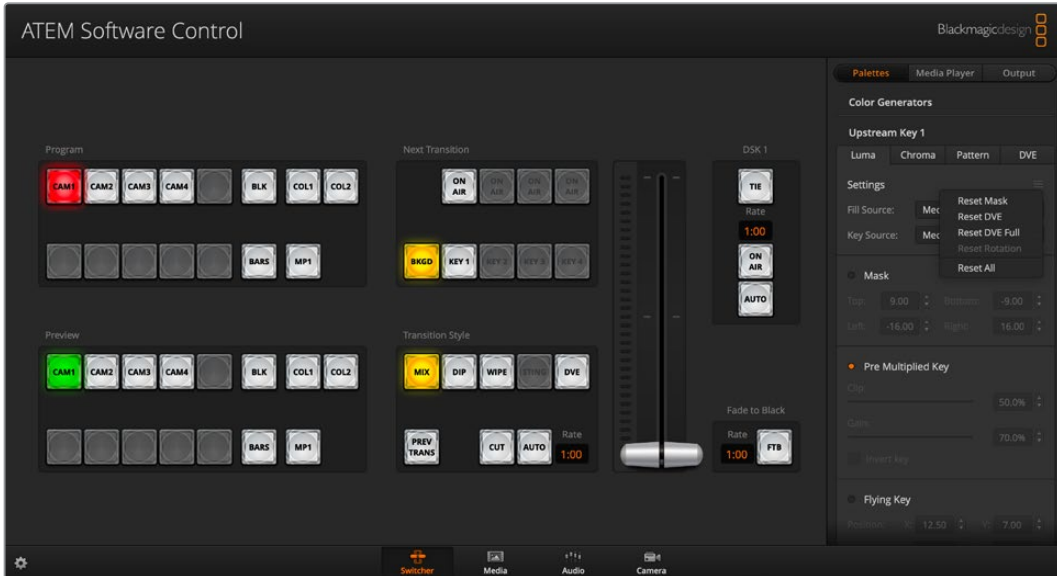 ATEM Software Control
Blackmagicdesign
Palettes Media Player Output
Color Generators
Upstream Key 1
Luma Chroma Pattern DVE
Settings
Fill Source:
Key Source:
Reset Mask
Reset DVE
Reset DVE Full
Reset Rotation
Reset All
Mask
Top: 9.00 Bottom: -9.00
Left: -16.00 Right: 16.00
Pre Multiplied Key
Clip:
50.0%
Gain:
70.0%
Invert key
Flying Key
Position: X: 12.50 Y: 7.00
Program
CAM1 CAM2 CAM3 CAM4 BLK COL1 COL2
BARS MP1
Next Transition
ON AIR ON AIR ON AIR ON AIR
BKGD KEY 1 KEY 2 KEY 3 KEY 4
DSK 1
TIE
Rate
1:00
ON AIR
AUTO
Preview
CAM1 CAM2 CAM3 CAM4 BLK COL1 COL2
BARS MP1
Transition Style
MIX DIP WIPE STING DVE
PREV TRANS CUT AUTO Rate 1:00
Fade to Black
Rate
1:00 FTB
Switcher Media Audio Camera